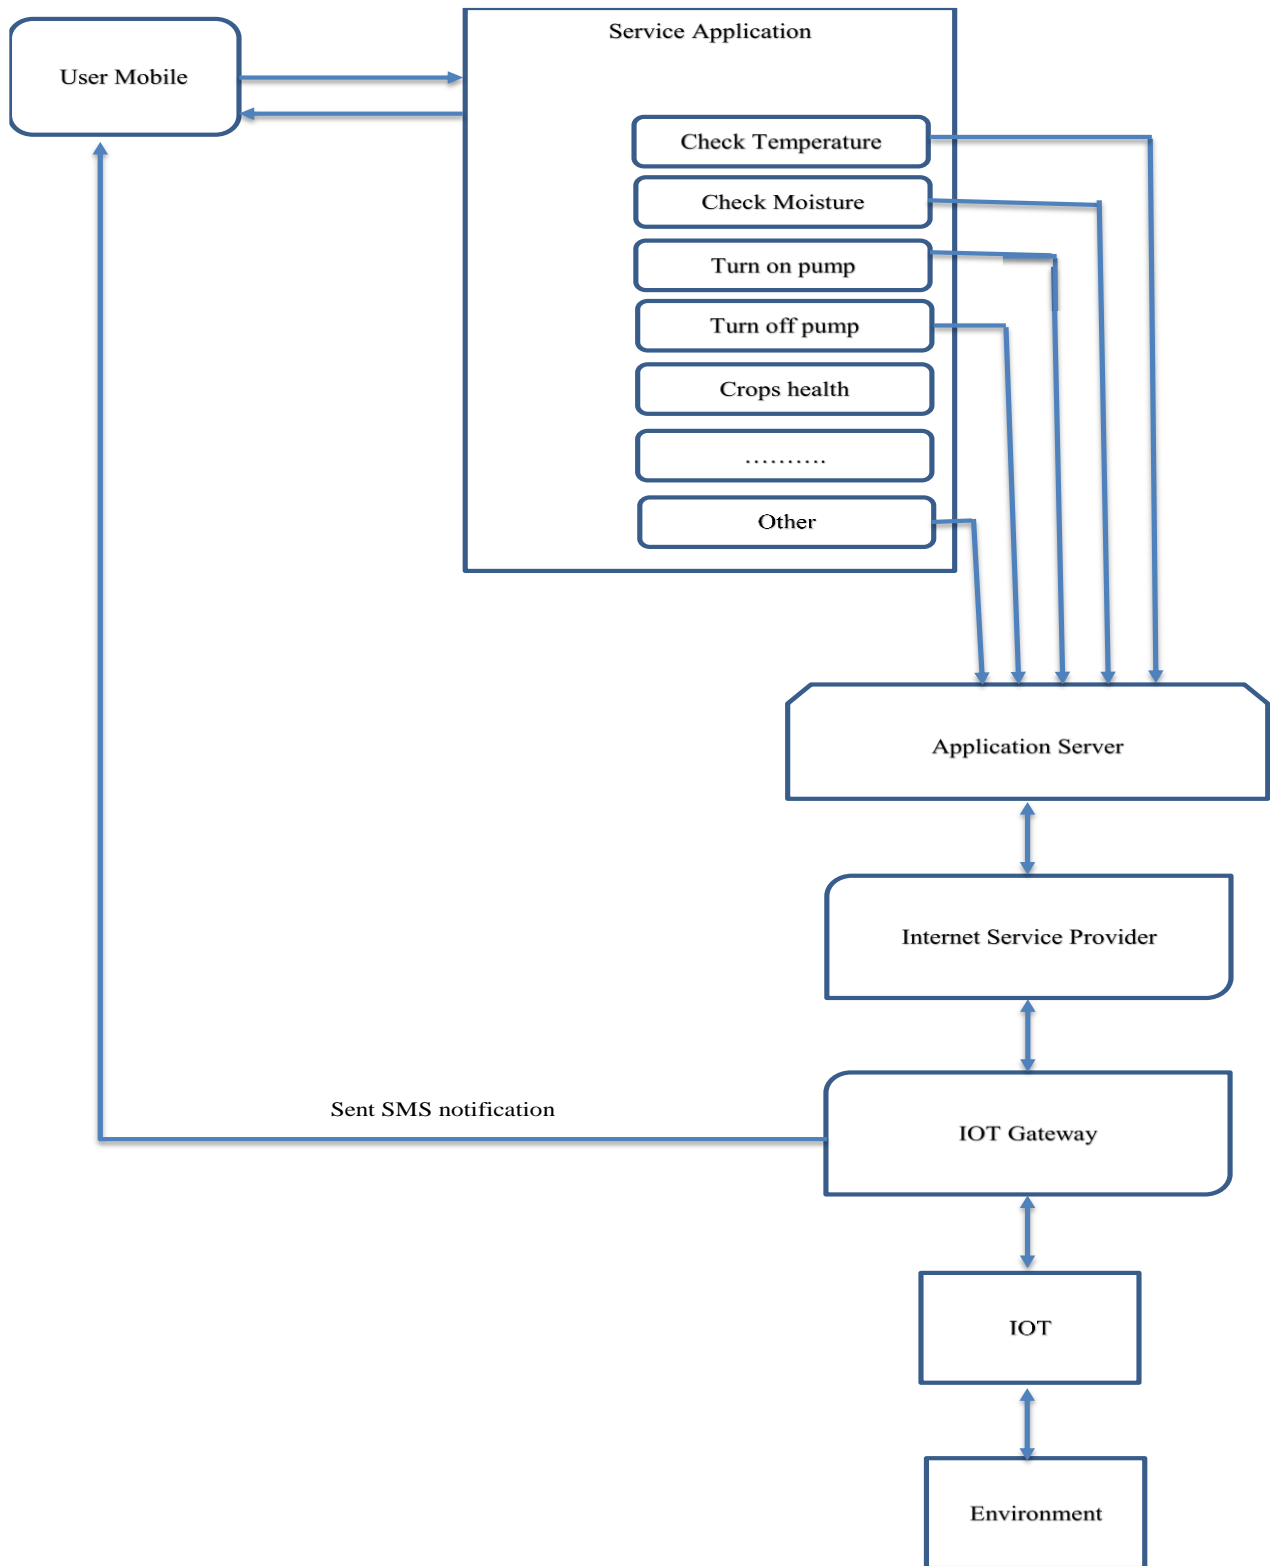 Service Application
User Mobile
Check Temperature
Check Moisture
Turn on pump
Turn off pump
Crops health
……….
Other
Application Server
Internet Service Provider
Sent SMS notification
IOT Gateway
IOT
Environment